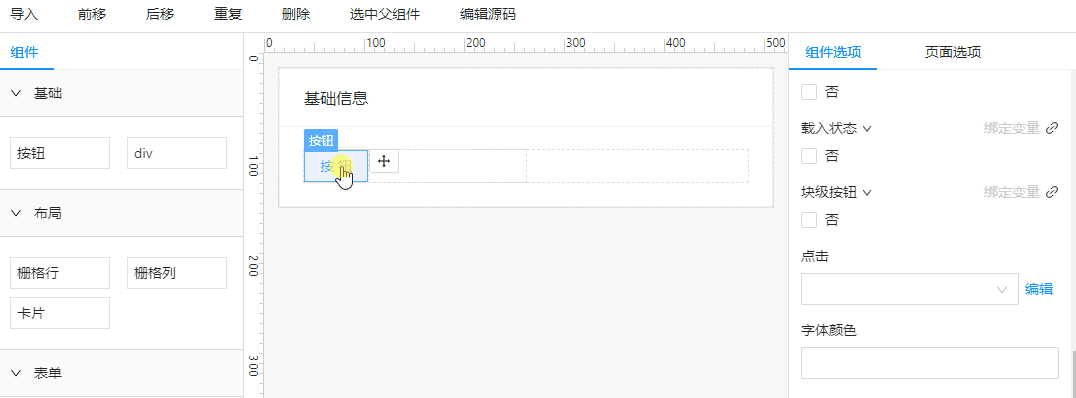 导入 前移 后移 重复 删除 选中父组件 编辑源码
组件
基础
按钮 div
布局
栅格行 栅格列
卡片
表单
0 100 200 300 400 500
0
100
200
300
基础信息
按钮
按钮
组件选项 页面选项
否
载入状态 绑定变量
否
块级按钮 绑定变量
否
点击
编辑
字体颜色